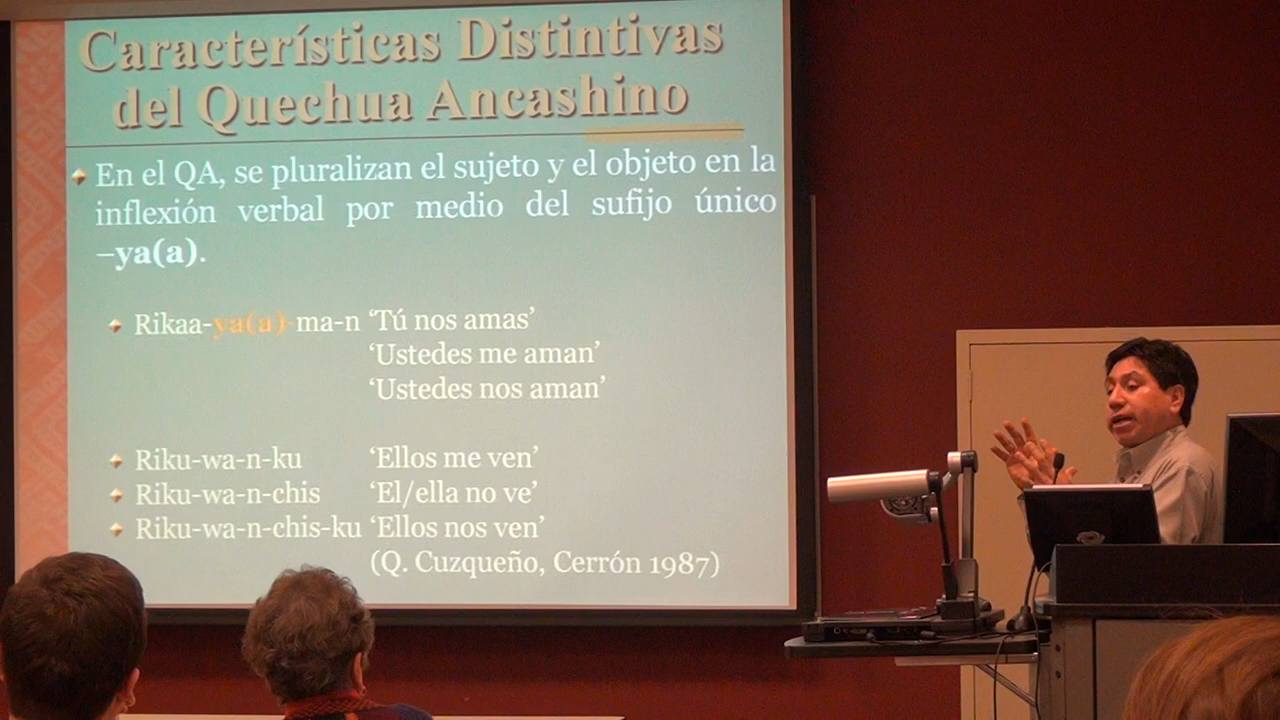 Características Distintivas
del Quechua Ancashino
En el QA, se pluralizan el sujeto y el objeto en la
inflexión verbal por medio del sufijo único
–ya(a).
Rikaa-ya(a)-ma-n ‘Tú nos amas’
‘Ustedes me aman’
‘Ustedes nos aman’
Riku-wa-n-ku ‘Ellos me ven’
Riku-wa-n-chis ‘El/ella no ve’
Riku-wa-n-chis-ku ‘Ellos nos ven’
(Q. Cuzqueño, Cerrón 1987)